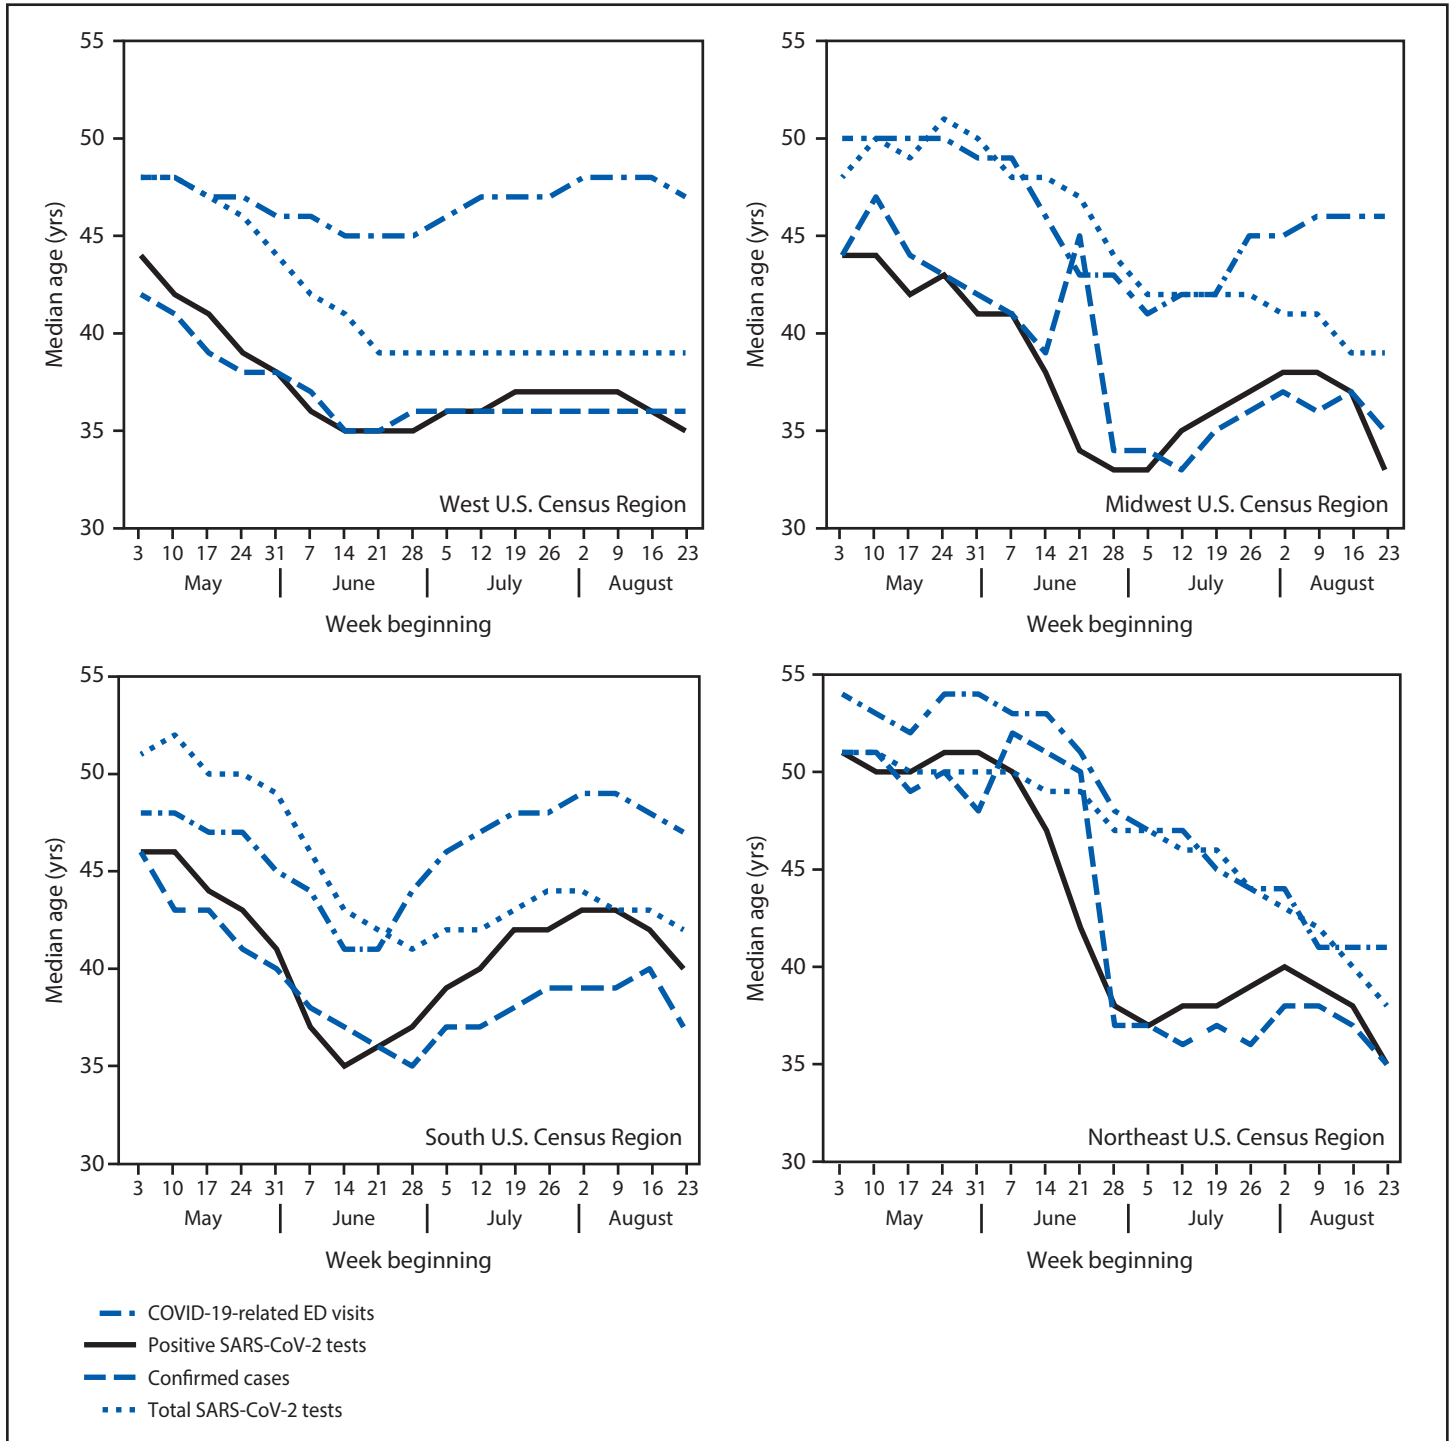 55
50
45
40
35
30
Median age (yrs)
West U.S. Census Region
3 10 17 24 31 7 14 21 28 5 12 19 26 2 9 16 23
May | June | July | August
Week beginning
55
50
45
40
35
30
Median age (yrs)
Midwest U.S. Census Region
3 10 17 24 31 7 14 21 28 5 12 19 26 2 9 16 23
May | June | July | August
Week beginning
55
50
45
40
35
30
Median age (yrs)
South U.S. Census Region
3 10 17 24 31 7 14 21 28 5 12 19 26 2 9 16 23
May | June | July | August
Week beginning
55
50
45
40
35
30
Median age (yrs)
Northeast U.S. Census Region
3 10 17 24 31 7 14 21 28 5 12 19 26 2 9 16 23
May | June | July | August
Week beginning
COVID-19-related ED visits
Positive SARS-CoV-2 tests
Confirmed cases
Total SARS-CoV-2 tests